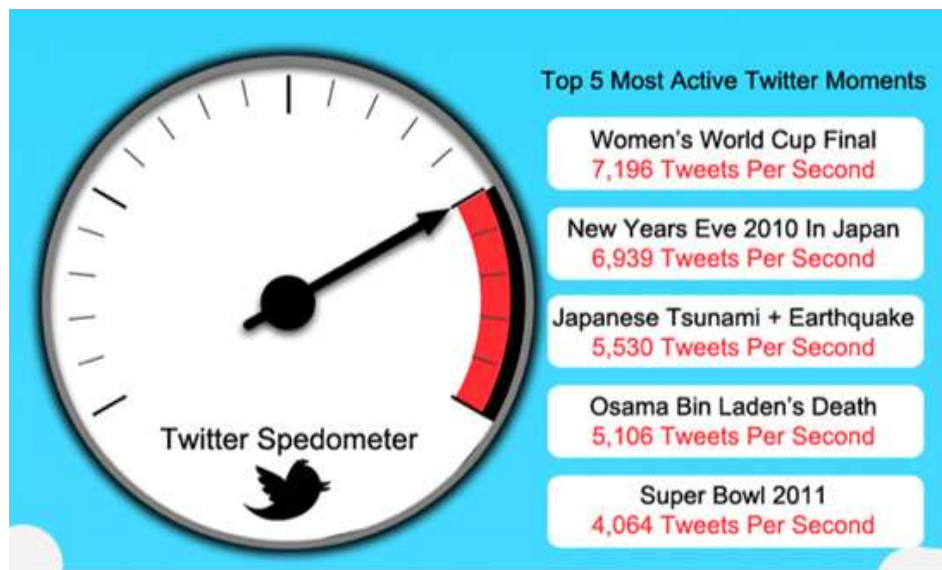 Top 5 Most Active Twitter Moments
Women's World Cup Final
7,196 Tweets Per Second
New Years Eve 2010 In Japan
6,939 Tweets Per Second
Japanese Tsunami + Earthquake
5,530 Tweets Per Second
Osama Bin Laden's Death
5,106 Tweets Per Second
Super Bowl 2011
4,064 Tweets Per Second
Twitter Spedometer